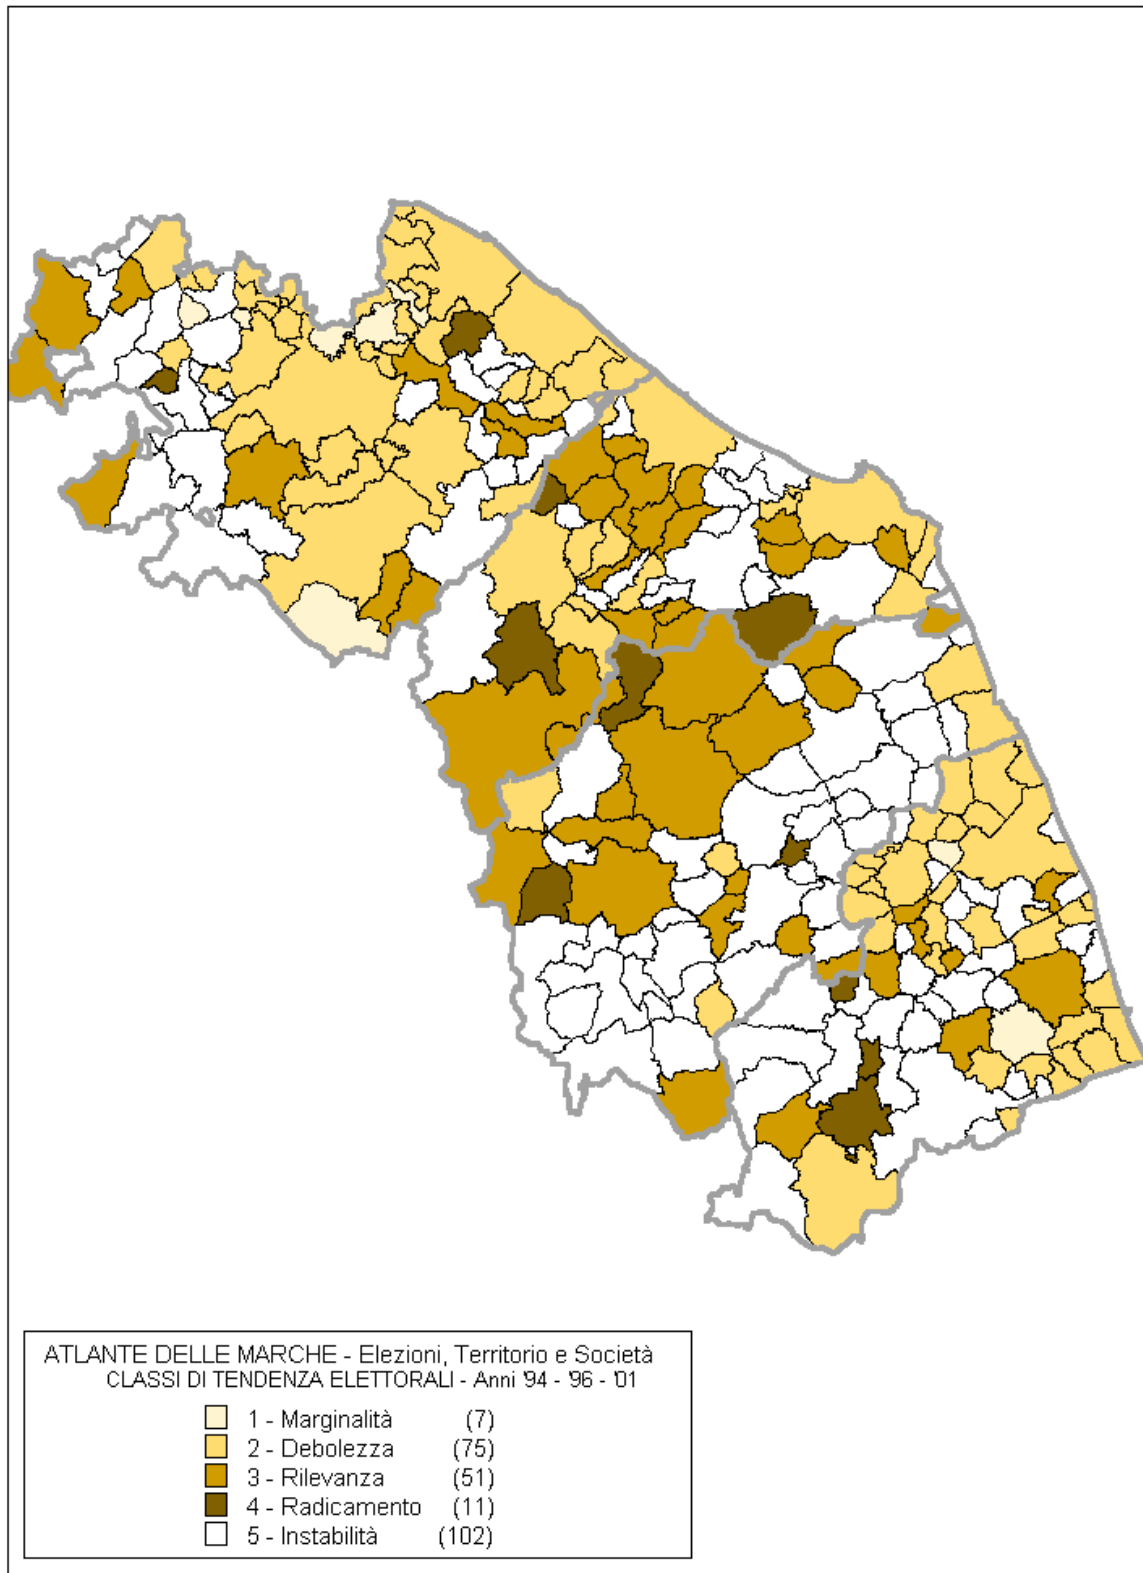 ATLANTE DELLE MARCHE - Elezioni, Territorio e Società
CLASSI DI TENDENZA ELETTORALI - Anni '94 - '96 - '01
1 - Marginalità (7)
2 - Debolezza (75)
3 - Rilevanza (51)
4 - Radicamento (11)
5 - Instabilità (102)